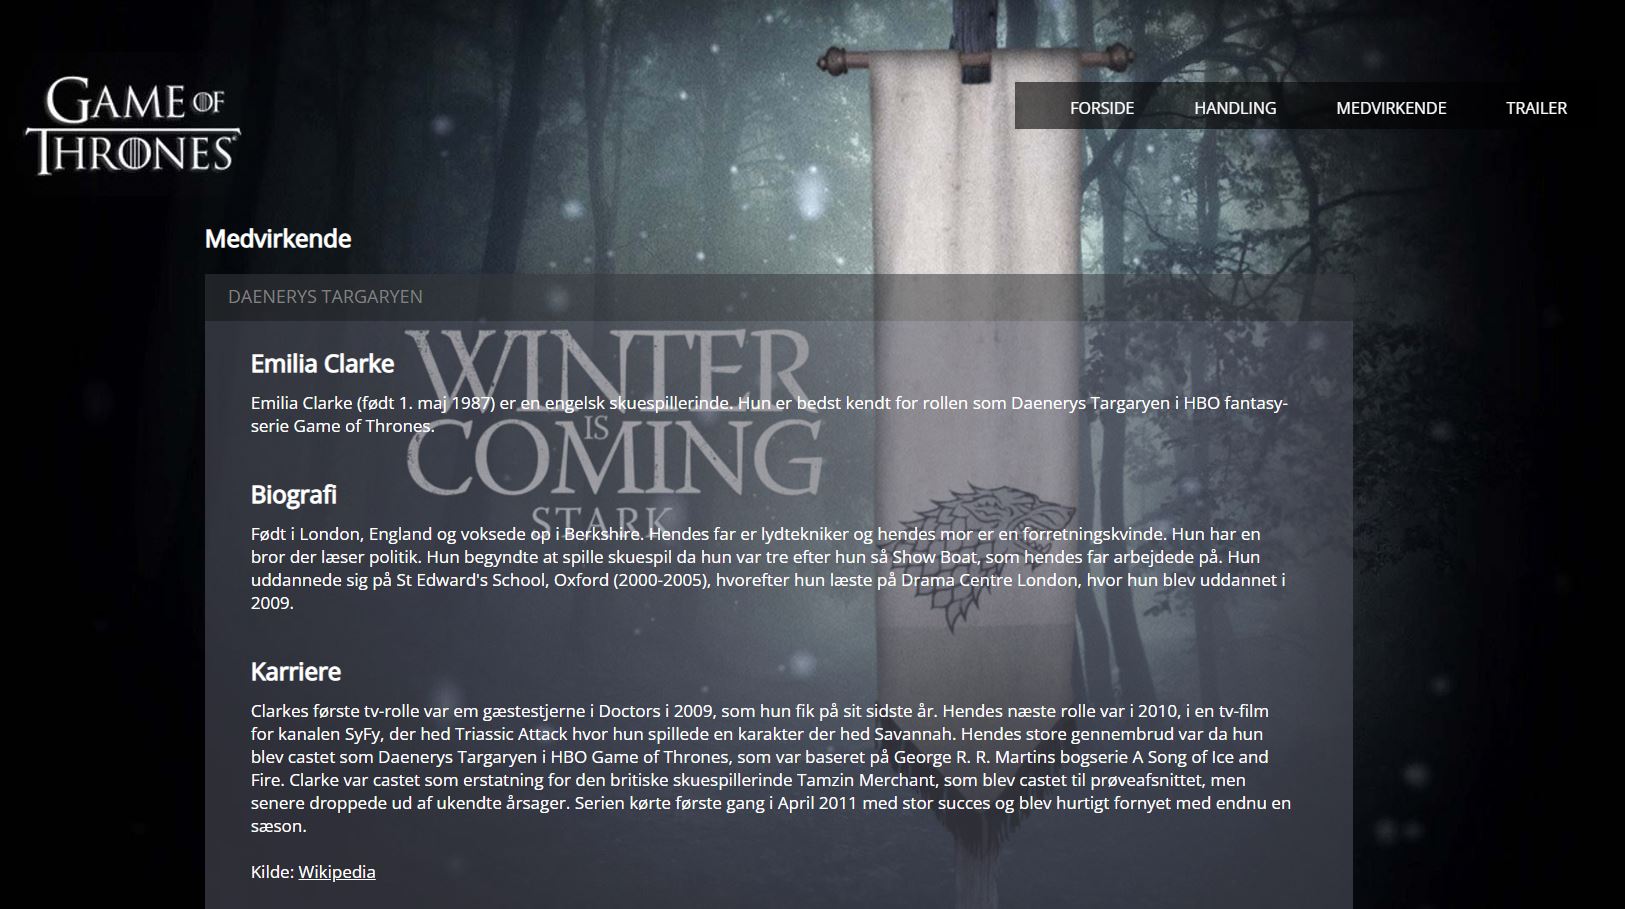 GAME OF
THRONES
FORSIDE
HANDLING
MEDVIRKENDE
TRAILER
Medvirkende
DAENERYS TARGARYEN
WINTER
IS
COMING
STARK
Emilia Clarke
Emilia Clarke (født 1. maj 1987) er en engelsk skuespillerinde. Hun er bedst kendt for rollen som Daenerys Targaryen i HBO fantasy-
serie Game of Thrones.
Biografi
Født i London, England og voksede op i Berkshire. Hendes far er lydtekniker og hendes mor er en forretningskvinde. Hun har en
bror der læser politik. Hun begyndte at spille skuespil da hun var tre efter hun så Show Boat, som hendes far arbejdede på. Hun
uddannede sig på St Edward's School, Oxford (2000-2005), hvorefter hun læste på Drama Centre London, hvor hun blev uddannet i
2009.
Karriere
Clarkes første tv-rolle var em gæstestjerne i Doctors i 2009, som hun fik på sit sidste år. Hendes næste rolle var i 2010, i en tv-film
for kanalen SyFy, der hed Triassic Attack hvor hun spillede en karakter der hed Savannah. Hendes store gennembrud var da hun
blev castet som Daenerys Targaryen i HBO Game of Thrones, som var baseret på George R. R. Martins bogserie A Song of Ice and
Fire. Clarke var castet som erstatning for den britiske skuespillerinde Tamzin Merchant, som blev castet til prøveafsnittet, men
senere droppede ud af ukendte årsager. Serien kørte første gang i April 2011 med stor succes og blev hurtigt fornyet med endnu en
sæson.
Kilde: Wikipedia